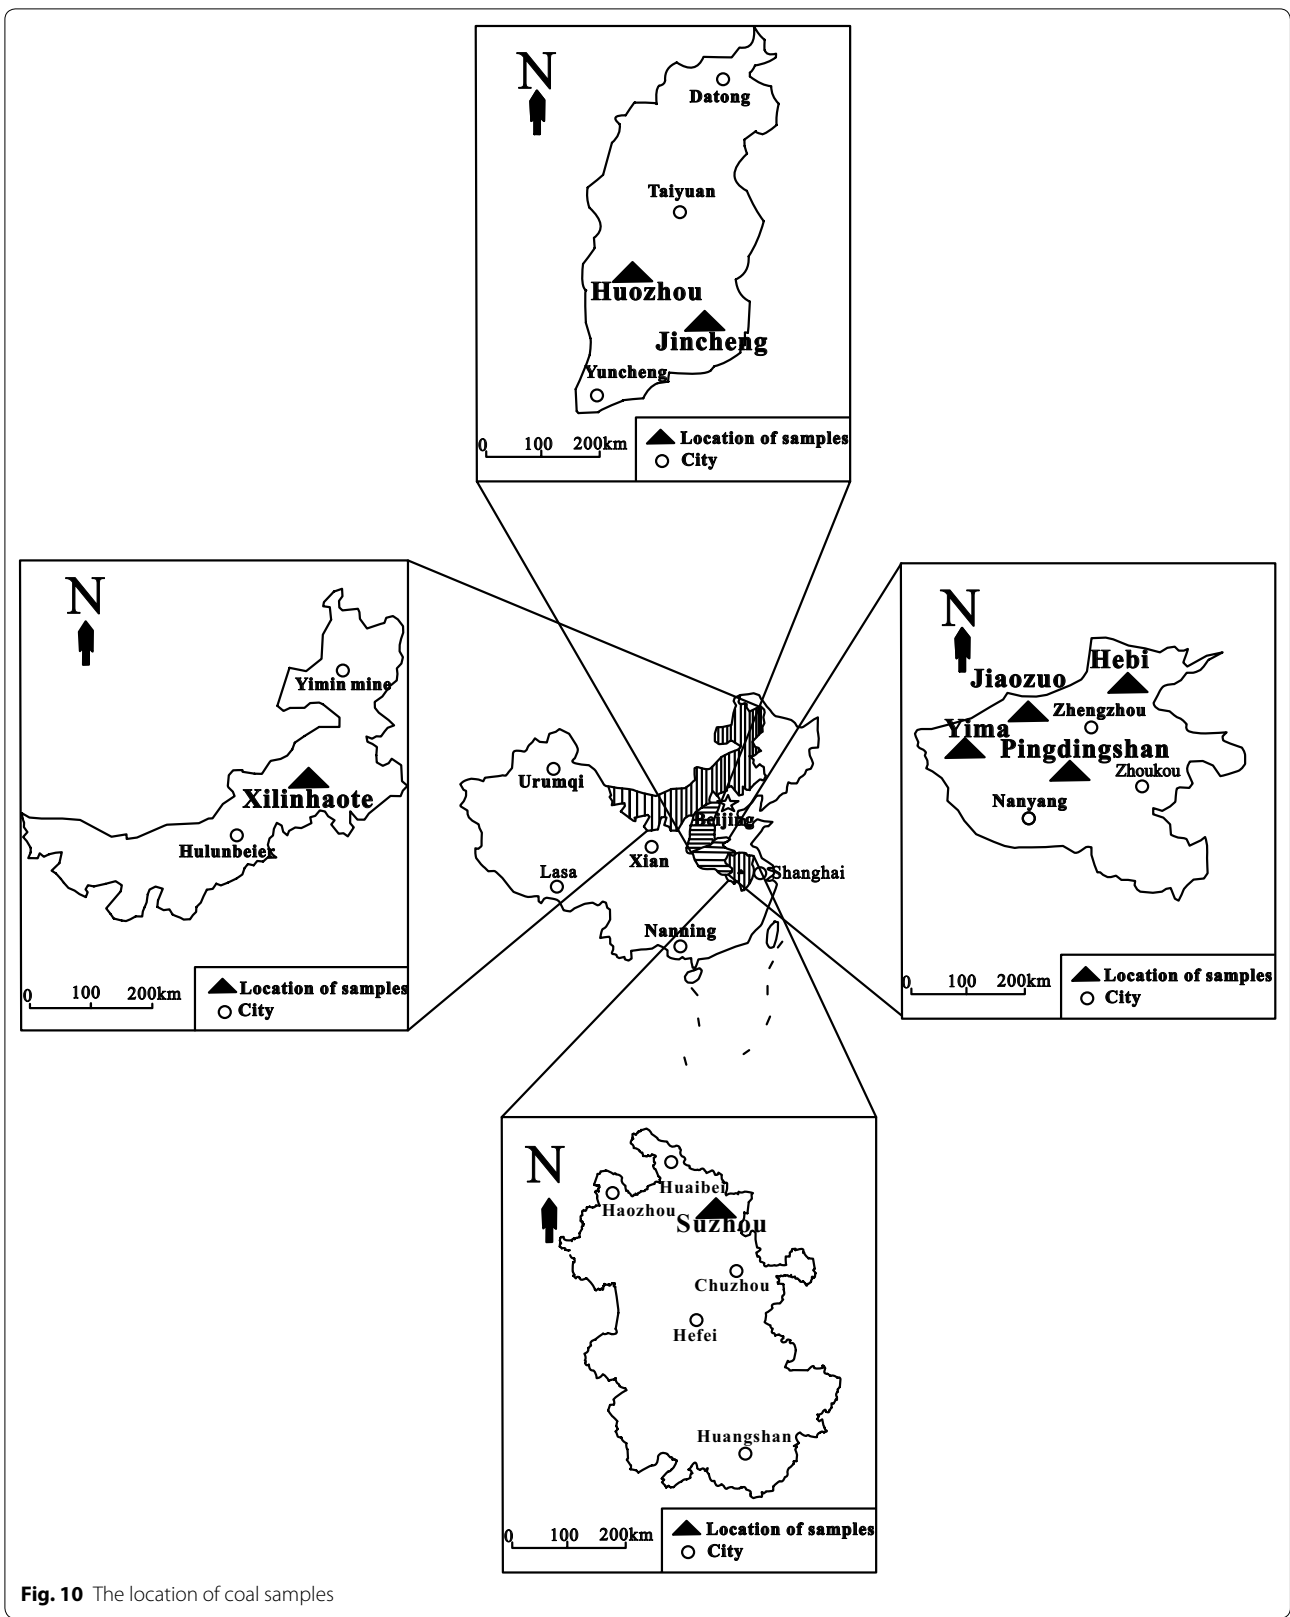 N
Datong
Taiyuan
Huozhou
Jincheng
Yuncheng
0 100 200km
Location of samples
City
N
Yimin mine
Xilinhaote
Hulunbeier
0 100 200km
Location of samples
City
Urumqi
Beijing
Xian
Lasa
Shanghai
Nanning
N
Hebi
Jiaozuo
Zhengzhou
Yima
Pingdingshan
Zhoukou
Nanyang
0 100 200km
Location of samples
City
N
Huaibei
Haozhou
Suzhou
Chuzhou
Hefei
Huangshan
0 100 200km
Location of samples
City
Fig. 10 The location of coal samples